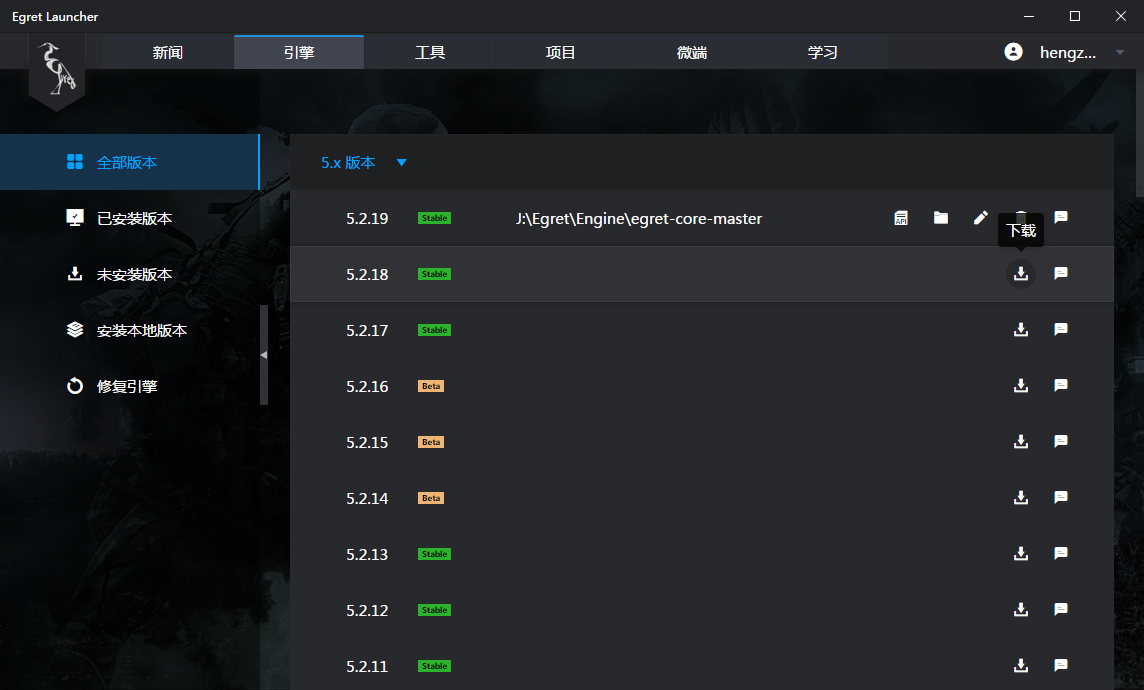 Egret Launcher
新闻 引擎 工具 项目 微端 学习 hengz...
Egret
全部版本
已安装版本
未安装版本
安装本地版本
修复引擎
5.x 版本
5.2.19 Stable J:\Egret\Engine\egret-core-master API
下载
5.2.18 Stable
5.2.17 Stable
5.2.16 Beta
5.2.15 Beta
5.2.14 Beta
5.2.13 Stable
5.2.12 Stable
5.2.11 Stable